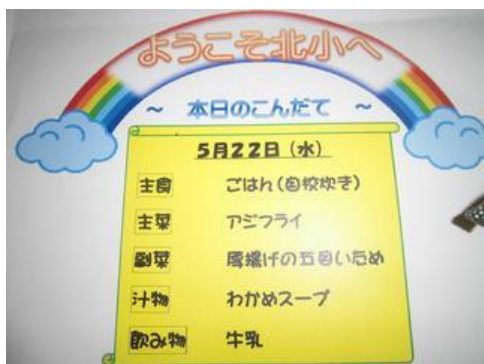 ようこそ北小へ
～ 本日のこんだて ～
5月22日(水)
主食 ごはん(自校炊き)
主菜 アジフライ
副菜 厚揚げの五目いため
汁物 わかめスープ
飲み物 牛乳